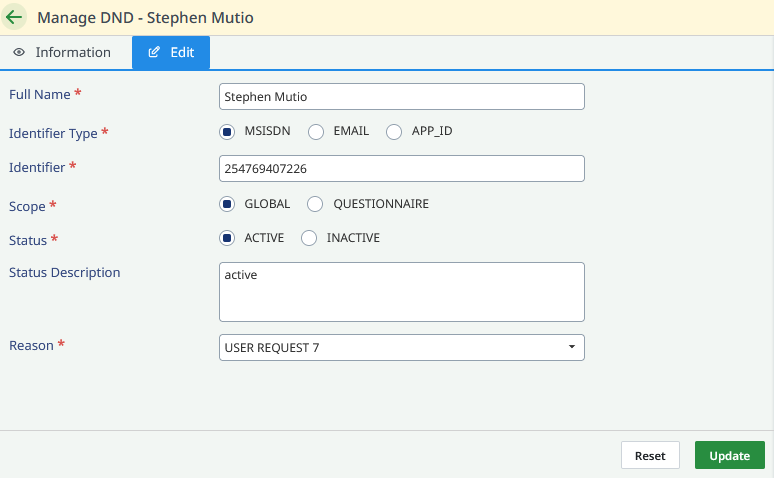 Manage DND - Stephen Mutio
Information Edit
Full Name * Stephen Mutio
Identifier Type * MSISDN EMAIL APP_ID
Identifier * 254769407226
Scope * GLOBAL QUESTIONNAIRE
Status * ACTIVE INACTIVE
Status Description active
Reason * USER REQUEST 7
Reset Update